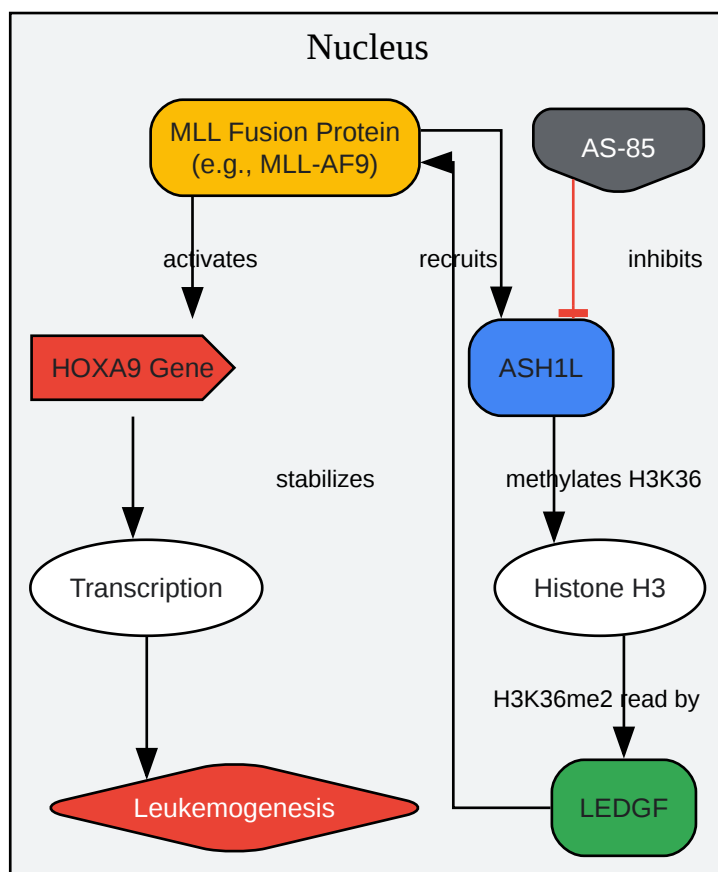 Nucleus
MLL Fusion Protein
(e.g., MLL-AF9)
AS-85
activates
recruits
inhibits
HOXA9 Gene
ASH1L
stabilizes
methylates H3K36
Transcription
Histone H3
H3K36me2 read by
Leukemogenesis
LEDGF